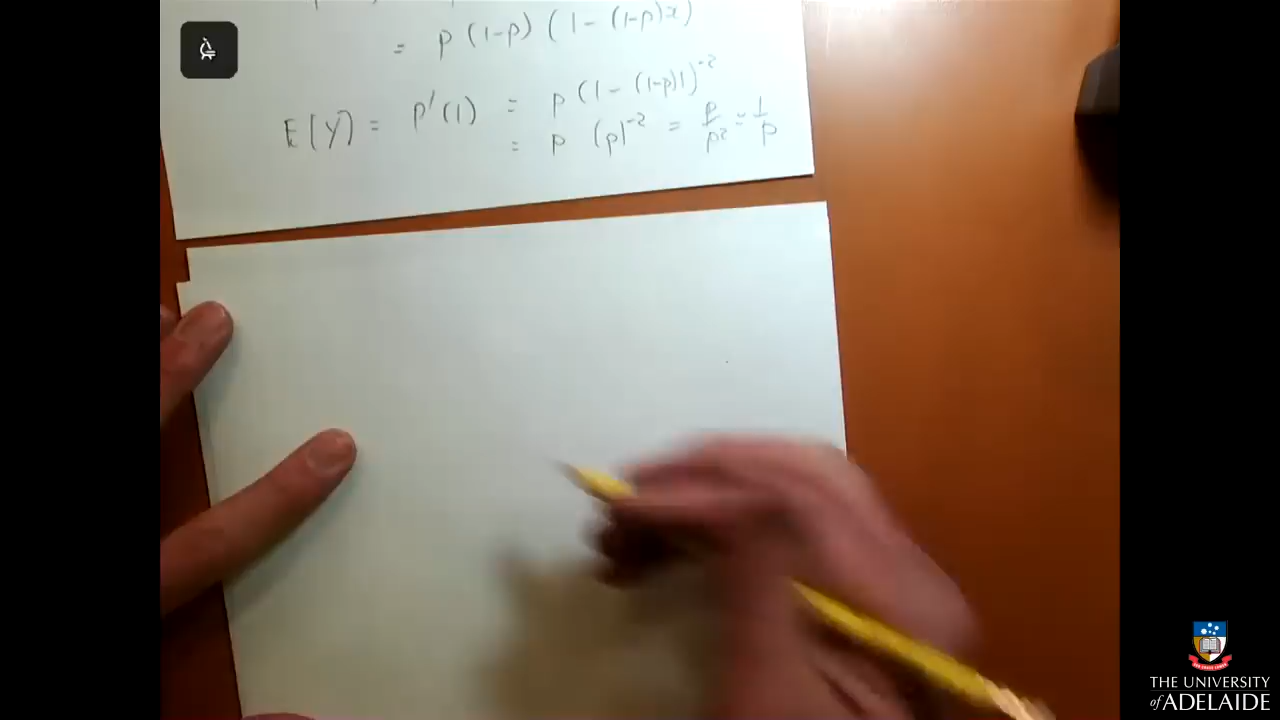 = p (1-p) (1 - (1-p)x)
E[Y] = P'(1) = p (1 - (1-p)1)^-2
= p (p)^-2 = p/p² = 1/p
THE UNIVERSITY
of ADELAIDE